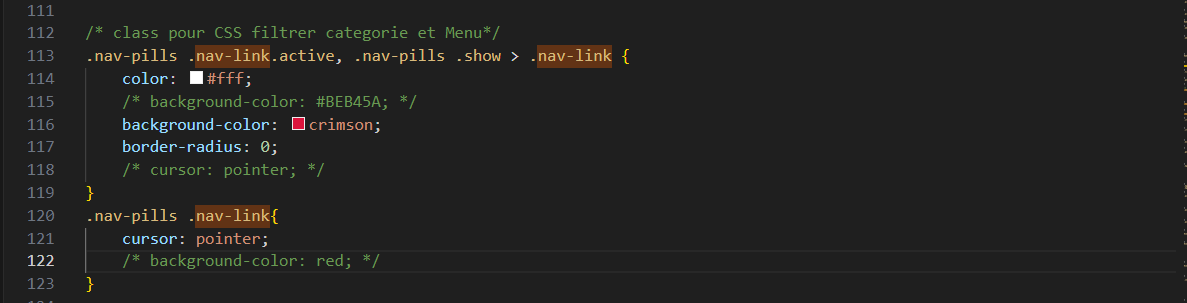 111
112 /* class pour CSS filtrer categorie et Menu*/
113 .nav-pills .nav-link.active, .nav-pills .show > .nav-link {
114 color: #fff;
115 /* background-color: #BEB45A; */
116 background-color: crimson;
117 border-radius: 0;
118 /* cursor: pointer; */
119 }
120 .nav-pills .nav-link{
121 cursor: pointer;
122 /* background-color: red; */
123 }